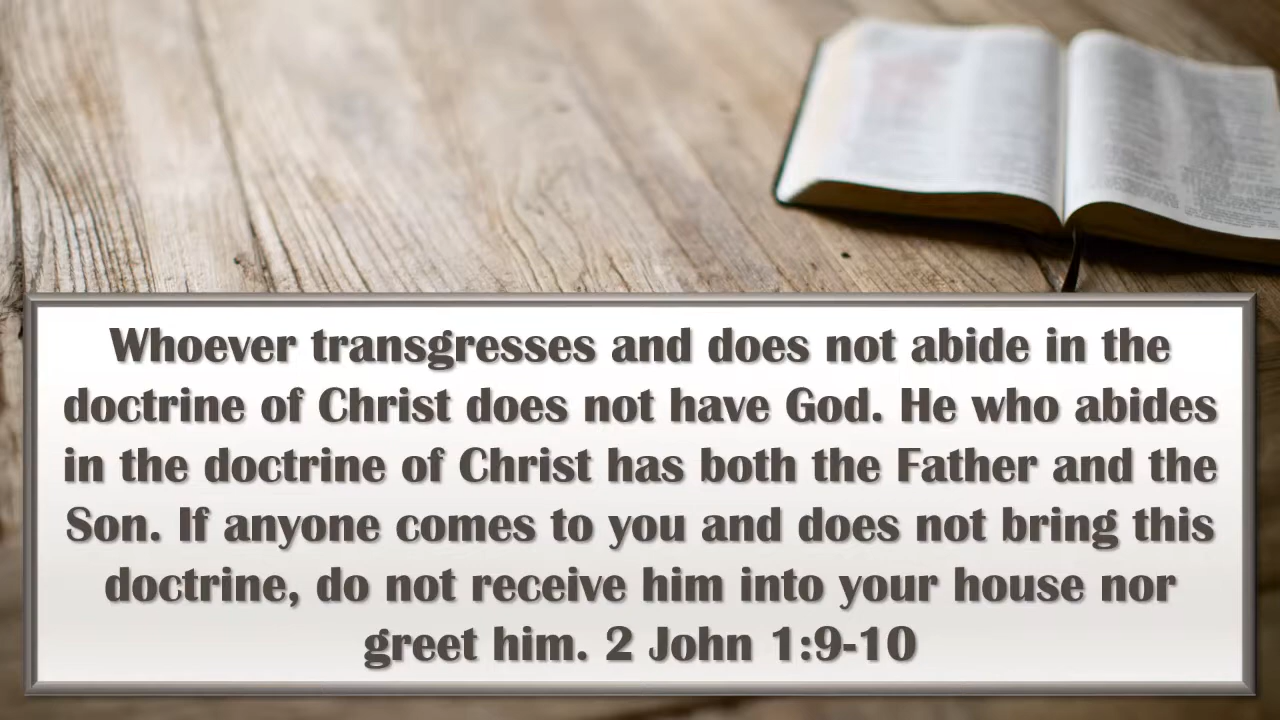 Whoever transgresses and does not abide in the
doctrine of Christ does not have God. He who abides
in the doctrine of Christ has both the Father and the
Son. If anyone comes to you and does not bring this
doctrine, do not receive him into your house nor
greet him. 2 John 1:9-10